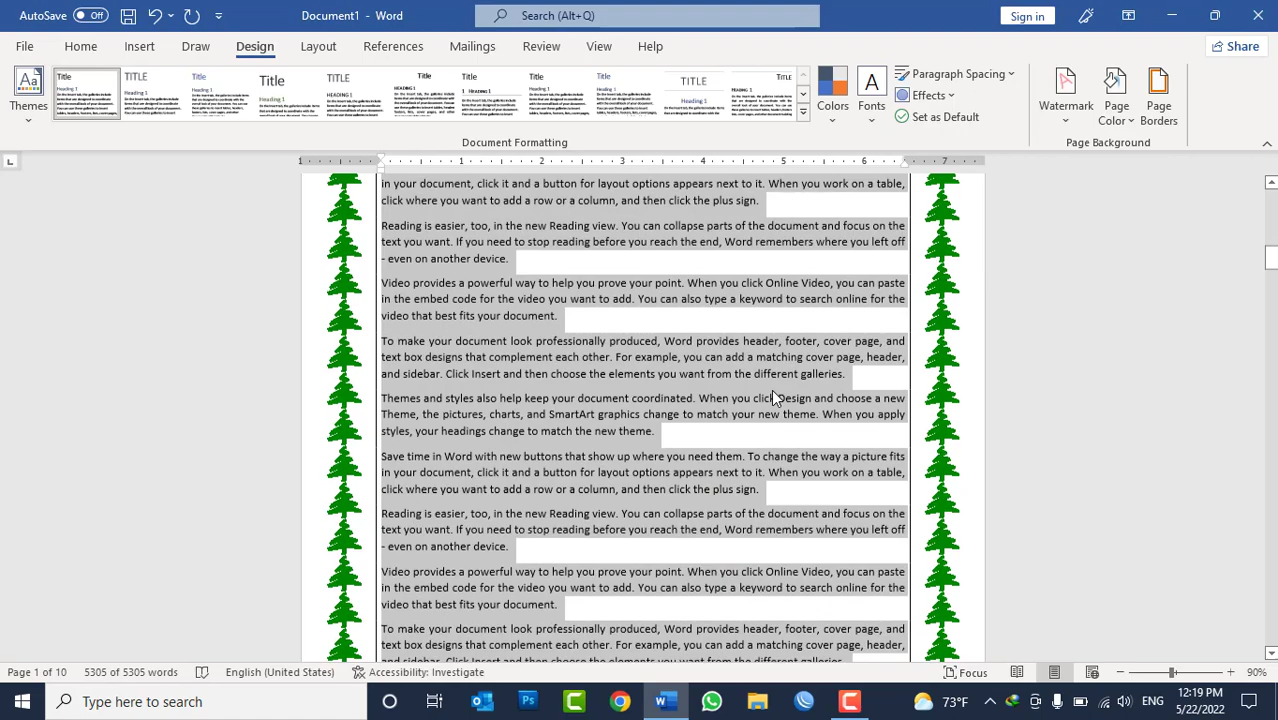 AutoSave Off Document1 - Word Search (Alt+Q) Sign in
File Home Insert Draw Design Layout References Mailings Review View Help Share
Themes Colors Fonts Paragraph Spacing Effects Set as Default Watermark Page Color Page Borders
Document Formatting Page Background
1 1 2 3 4 5 6 7
in your document, click it and a button for layout options appears next to it. When you work on a table,
click where you want to add a row or a column, and then click the plus sign.
Reading is easier, too, in the new Reading view. You can collapse parts of the document and focus on the
text you want. If you need to stop reading before you reach the end, Word remembers where you left off
- even on another device.
Video provides a powerful way to help you prove your point. When you click Online Video, you can paste
in the embed code for the video you want to add. You can also type a keyword to search online for the
video that best fits your document.
To make your document look professionally produced, Word provides header, footer, cover page, and
text box designs that complement each other. For example, you can add a matching cover page, header,
and sidebar. Click Insert and then choose the elements you want from the different galleries.
Themes and styles also help keep your document coordinated. When you click Design and choose a new
Theme, the pictures, charts, and SmartArt graphics change to match your new theme. When you apply
styles, your headings change to match the new theme.
Save time in Word with new buttons that show up where you need them. To change the way a picture fits
in your document, click it and a button for layout options appears next to it. When you work on a table,
click where you want to add a row or a column, and then click the plus sign.
Reading is easier, too, in the new Reading view. You can collapse parts of the document and focus on the
text you want. If you need to stop reading before you reach the end, Word remembers where you left off
- even on another device.
Video provides a powerful way to help you prove your point. When you click Online Video, you can paste
in the embed code for the video you want to add. You can also type a keyword to search online for the
video that best fits your document.
To make your document look professionally produced, Word provides header, footer, cover page, and
text box designs that complement each other. For example, you can add a matching cover page, header,
and sidebar. Click Insert and then choose the elements you want from the different galleries.
Page 1 of 10 5305 of 5305 words English (United States) Accessibility: Investigate Focus 90%
Type here to search 73°F ENG 12:19 PM
5/22/2022